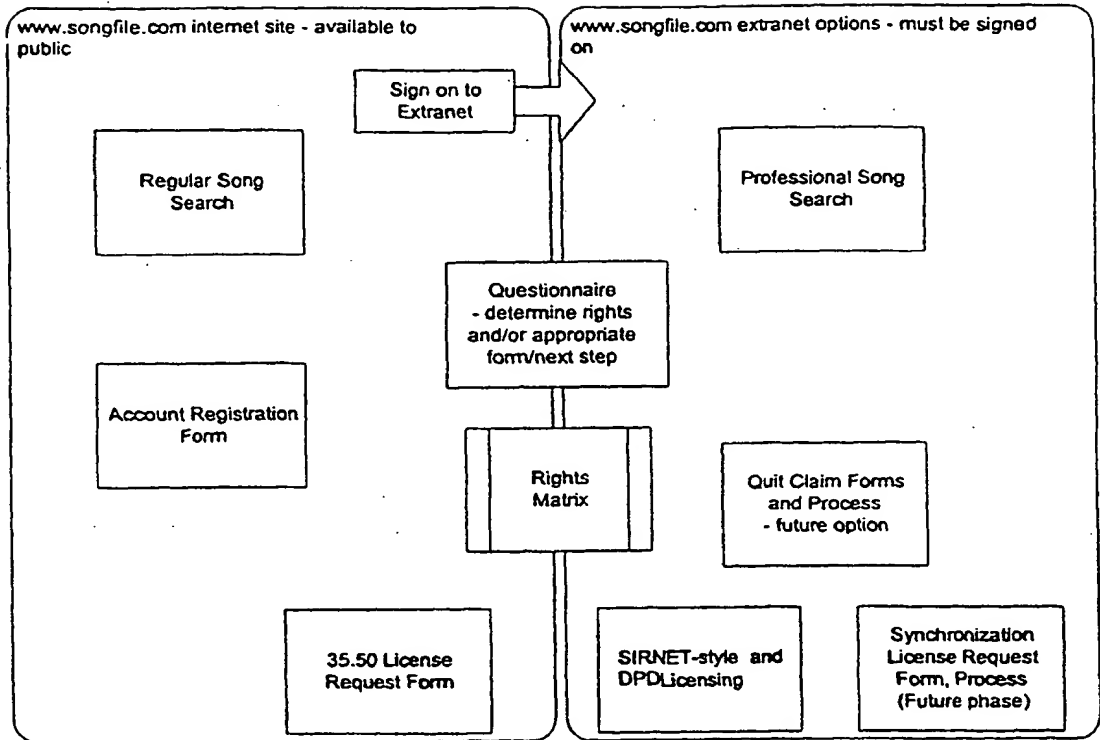 www.songfile.com internet site - available to
public
www.songfile.com extranet options - must be signed
on
Sign on to
Extranet
Regular Song
Search
Professional Song
Search
Questionnaire
- determine rights
and/or appropriate
form/next step
Account Registration
Form
Rights
Matrix
Quit Claim Forms
and Process
- future option
35.50 License
Request Form
SIRNET-style and
DPDLicensing
Synchronization
License Request
Form, Process
(Future phase)